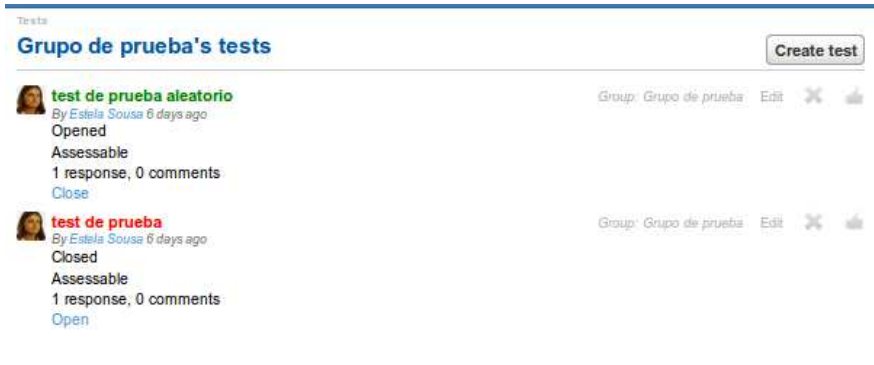 Tests
Grupo de prueba's tests
Create test
test de prueba aleatorio
Group: Grupo de prueba Edit
By Estela Sousa 6 days ago
Opened
Assessable
1 response, 0 comments
Close
test de prueba
Group: Grupo de prueba Edit
By Estela Sousa 6 days ago
Closed
Assessable
1 response, 0 comments
Open